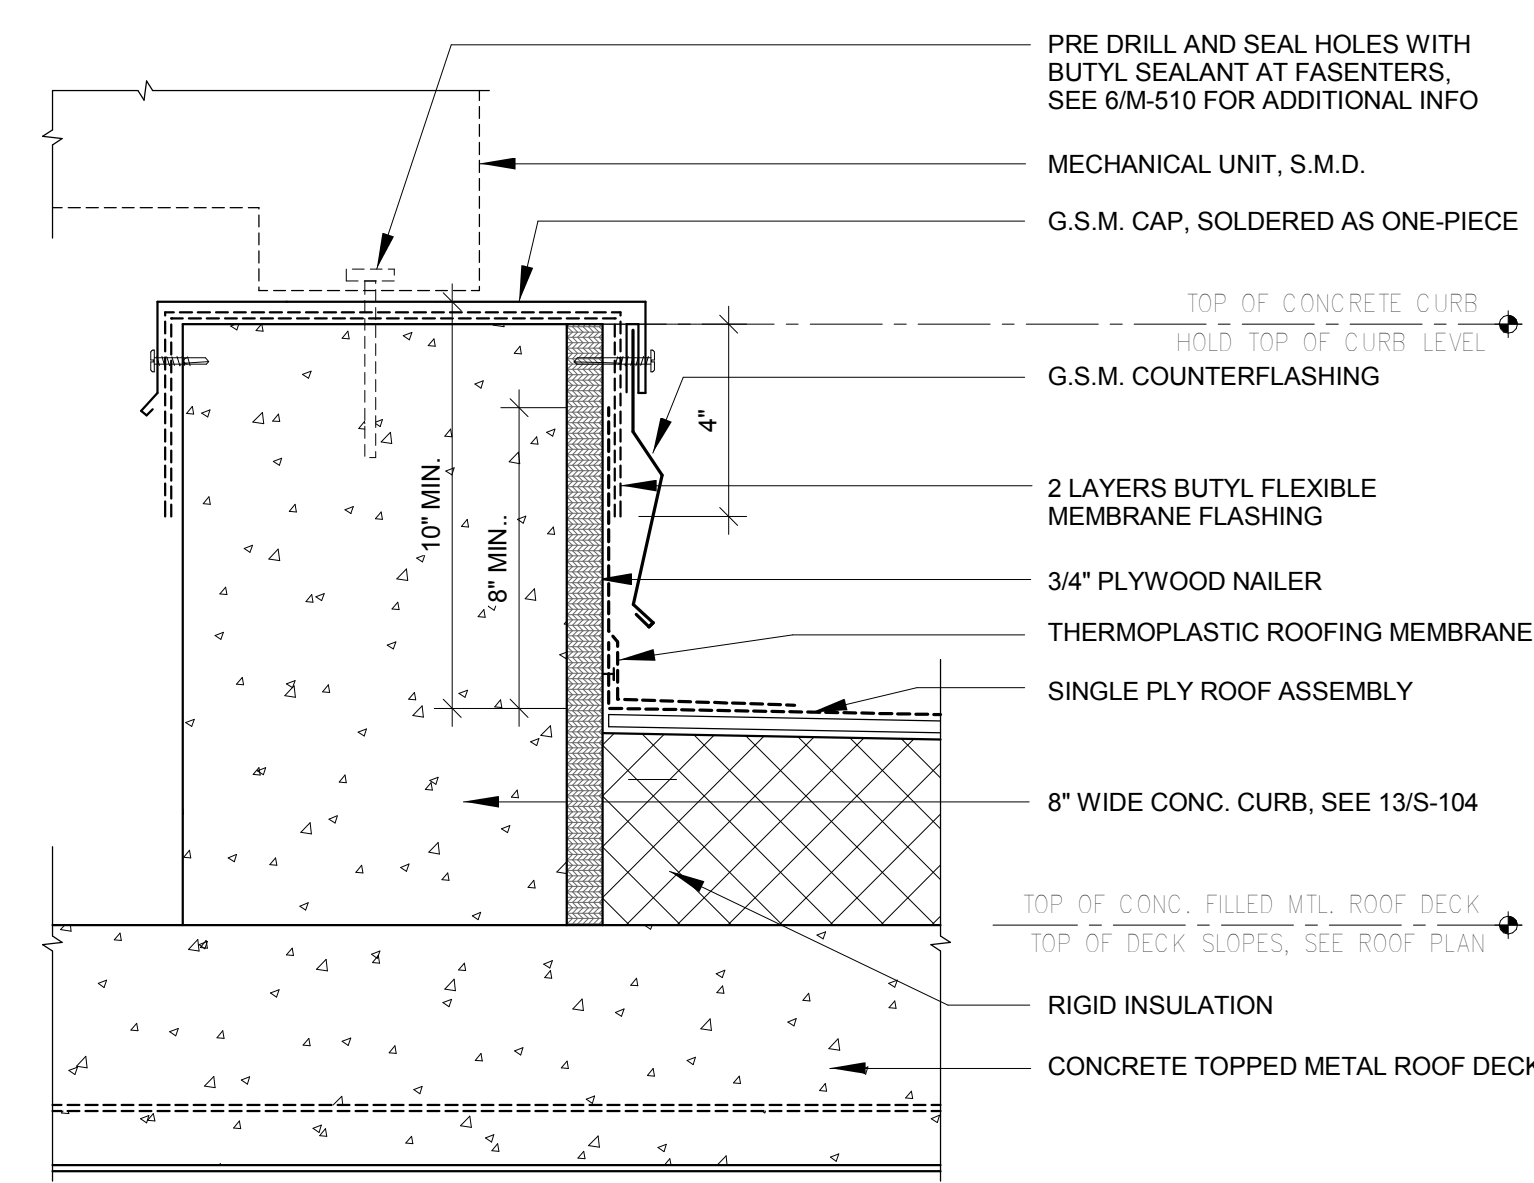 PRE DRILL AND SEAL HOLES WITH
BUTYL SEALANT AT FASENTERS,
SEE 6/M-510 FOR ADDITIONAL INFO
MECHANICAL UNIT, S.M.D.
G.S.M. CAP, SOLDERED AS ONE-PIECE
TOP OF CONCRETE CURB
HOLD TOP OF CURB LEVEL
G.S.M. COUNTERFLASHING
4"
10" MIN.
8" MIN..
2 LAYERS BUTYL FLEXIBLE
MEMBRANE FLASHING
3/4" PLYWOOD NAILER
THERMOPLASTIC ROOFING MEMBRANE
SINGLE PLY ROOF ASSEMBLY
8" WIDE CONC. CURB, SEE 13/S-104
TOP OF CONC. FILLED MTL. ROOF DECK
TOP OF DECK SLOPES, SEE ROOF PLAN
RIGID INSULATION
CONCRETE TOPPED METAL ROOF DECK